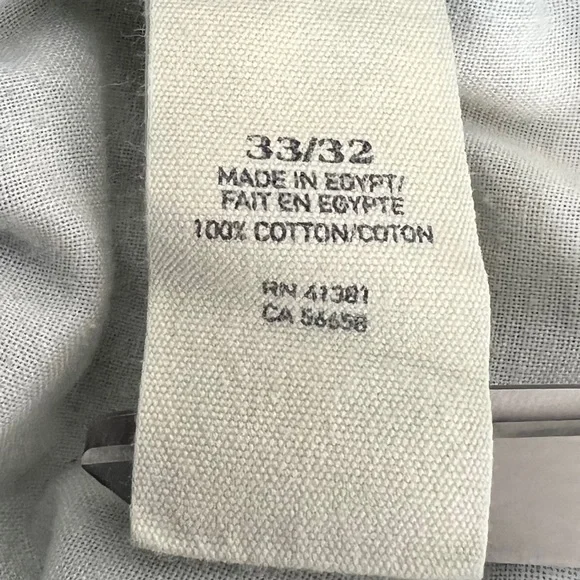 33/32
MADE IN EGYPT/
FAIT EN EGYPTE
100% COTTON/COTON
RN 41381
CA 56658